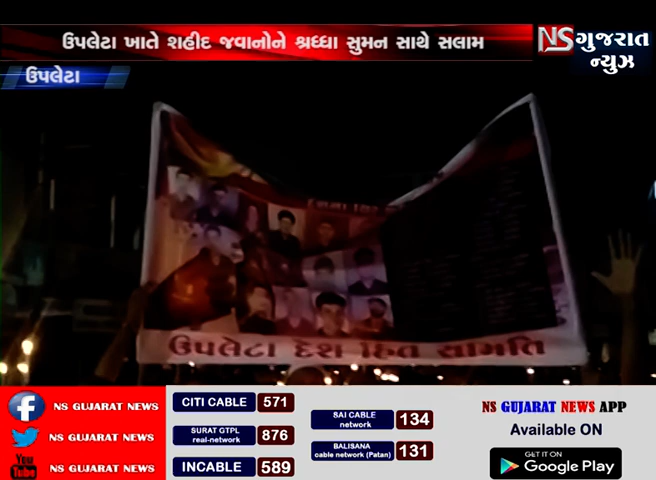 ઉપલેટા ખાતે શહીદ જવાનોને શ્રધ્ધા સુમન સાથે સલામ
NS ગુજરાત
ન્યુઝ
ઉપલેટા
ઉપલેટા દેશ હિત સમિતિ
NS GUJARAT NEWS
NS GUJARAT NEWS
You
Tube
NS GUJARAT NEWS
CITI CABLE 571
SURAT GTPL
real-network 876
INCABLE 589
SAI CABLE
network 134
BALISANA
cable network (Patan) 131
NS GUJARAT NEWS APP
Available ON
GET IT ON
Google Play